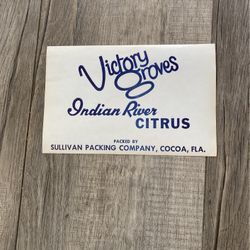 Victory
Groves
Indian River
CITRUS
PACKED BY
SULLIVAN PACKING COMPANY, COCOA, FLA.